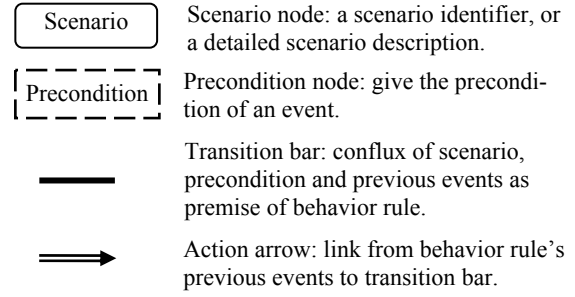 Scenario
Scenario node: a scenario identifier, or
a detailed scenario description.
Precondition
Precondition node: give the precondi-
tion of an event.
Transition bar: conflux of scenario,
precondition and previous events as
premise of behavior rule.
Action arrow: link from behavior rule’s
previous events to transition bar.